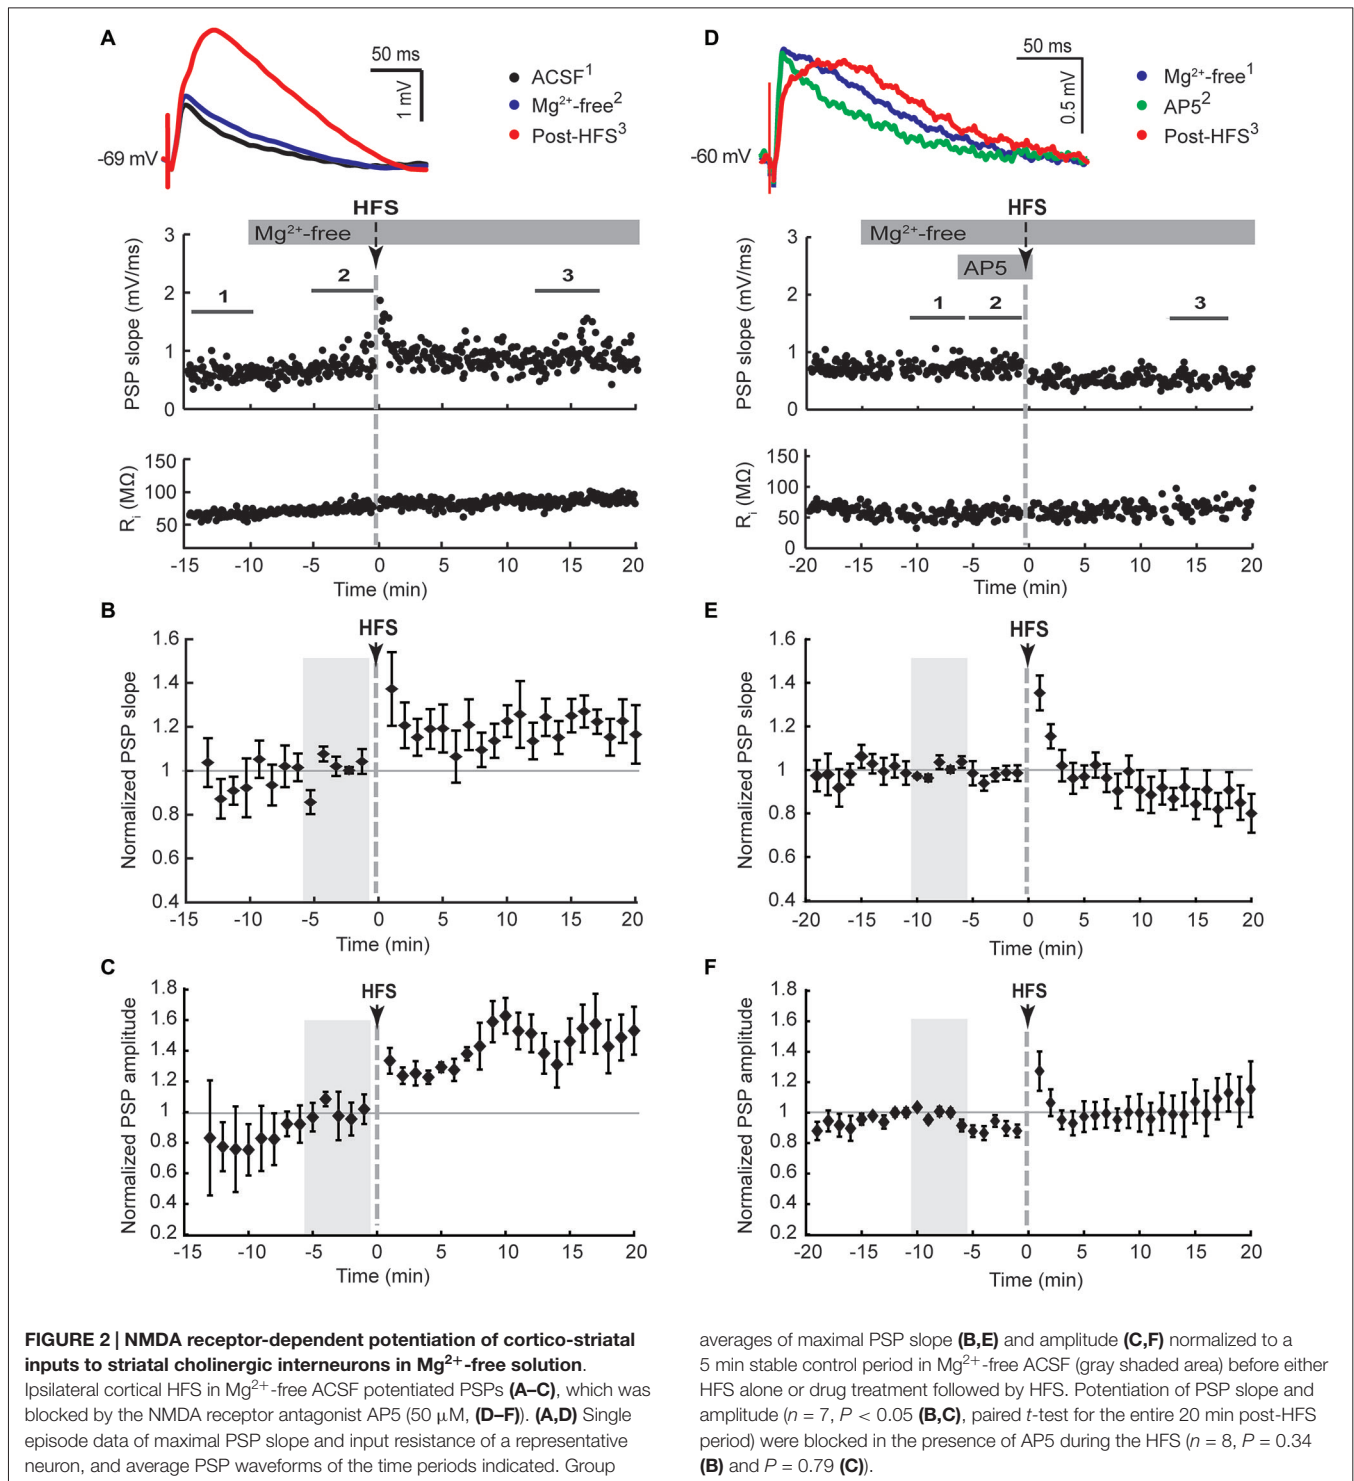 A
50 ms
1 mV
ACSF1
Mg2+-free2
Post-HFS3
-69 mV
HFS
Mg2+-free
1
2
3
PSP slope (mV/ms)
3
2
1
0
Ri (MΩ)
150
100
50
-15 -10 -5 0 5 10 15 20
Time (min)
B
HFS
Normalized PSP slope
1.6
1.4
1.2
1
0.8
0.6
0.4
-15 -10 -5 0 5 10 15 20
Time (min)
C
HFS
Normalized PSP amplitude
1.8
1.6
1.4
1.2
1
0.8
0.6
0.4
0.2
-15 -10 -5 0 5 10 15 20
Time (min)
D
50 ms
0.5 mV
Mg2+-free1
AP52
Post-HFS3
-60 mV
HFS
Mg2+-free
AP5
1
2
3
PSP slope (mV/ms)
3
2
1
0
Ri (MΩ)
150
100
50
0
-20 -15 -10 -5 0 5 10 15 20
Time (min)
E
HFS
Normalized PSP slope
1.6
1.4
1.2
1
0.8
0.6
0.4
-20 -15 -10 -5 0 5 10 15 20
Time (min)
F
HFS
Normalized PSP amplitude
1.8
1.6
1.4
1.2
1
0.8
0.6
0.4
0.2
-20 -15 -10 -5 0 5 10 15 20
Time (min)
FIGURE 2 | NMDA receptor-dependent potentiation of cortico-striatal
inputs to striatal cholinergic interneurons in Mg2+-free solution.
Ipsilateral cortical HFS in Mg2+-free ACSF potentiated PSPs (A–C), which was
blocked by the NMDA receptor antagonist AP5 (50 μM, (D–F)). (A,D) Single
episode data of maximal PSP slope and input resistance of a representative
neuron, and average PSP waveforms of the time periods indicated. Group
averages of maximal PSP slope (B,E) and amplitude (C,F) normalized to a
5 min stable control period in Mg2+-free ACSF (gray shaded area) before either
HFS alone or drug treatment followed by HFS. Potentiation of PSP slope and
amplitude (n = 7, P < 0.05 (B,C), paired t-test for the entire 20 min post-HFS
period) were blocked in the presence of AP5 during the HFS (n = 8, P = 0.34
(B) and P = 0.79 (C)).